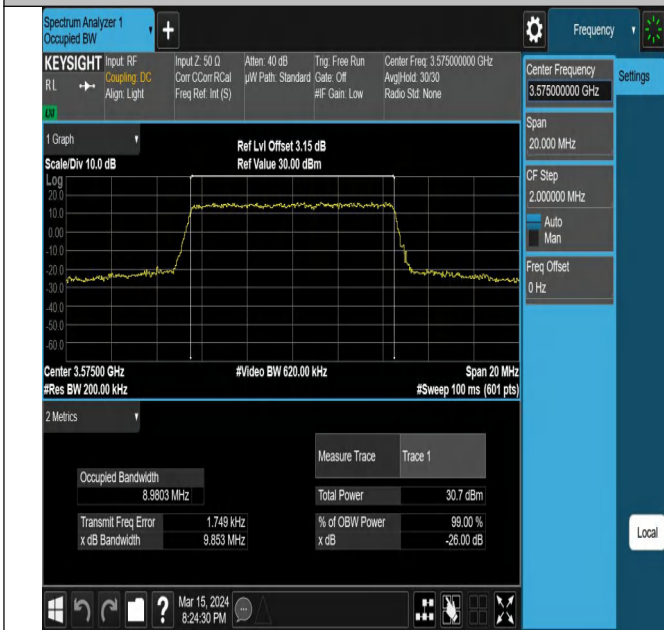 Spectrum Analyzer 1
Occupied BW
Frequency
KEYSIGHT
RL
Input: RF
Coupling: DC
Align: Light
Input Z: 50 Ω
Corr CCorr RCal
Freq Ref: Int (S)
Atten: 40 dB
µW Path: Standard
Trig: Free Run
Gate: Off
#IF Gain: Low
Center Freq: 3.575000000 GHz
Avg|Hold: 30/30
Radio Std: None
Center Frequency
3.575000000 GHz
Settings
Span
20.000 MHz
CF Step
2.000000 MHz
Auto
Man
Freq Offset
0 Hz
1 Graph
Scale/Div 10.0 dB
Ref Lvl Offset 3.15 dB
Ref Value 30.00 dBm
Log
20.0
10.0
0.00
-10.0
-20.0
-30.0
-40.0
-50.0
-60.0
Center 3.57500 GHz
#Video BW 620.00 kHz
Span 20 MHz
#Res BW 200.00 kHz
#Sweep 100 ms (601 pts)
2 Metrics
Measure Trace
Trace 1
Occupied Bandwidth
8.9803 MHz
Total Power
30.7 dBm
Transmit Freq Error
1.749 kHz
% of OBW Power
99.00 %
x dB Bandwidth
9.853 MHz
x dB
-26.00 dB
Local
?
Mar 15, 2024
8:24:30 PM